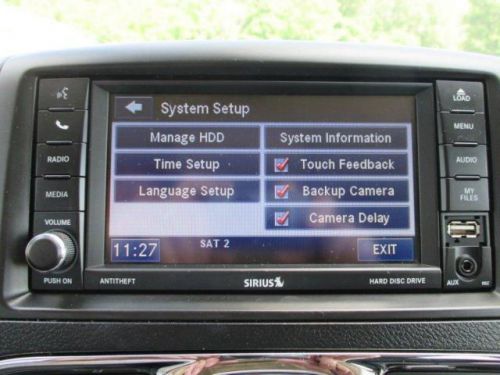 System Setup
LOAD
Manage HDD
System Information
MENU
RADIO
Time Setup
Touch Feedback
AUDIO
MEDIA
Language Setup
Backup Camera
MY FILES
VOLUME
Camera Delay
11:27
SAT 2
EXIT
PUSH ON
ANTITHEFT
SIRIUS
HARD DISC DRIVE
AUX